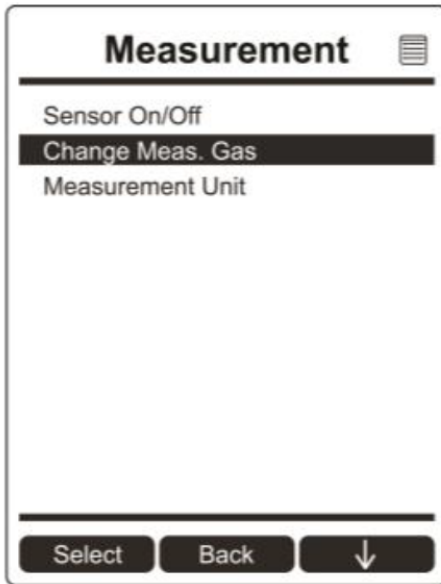 Measurement
Sensor On/Off
Change Meas. Gas
Measurement Unit
Select Back ↓